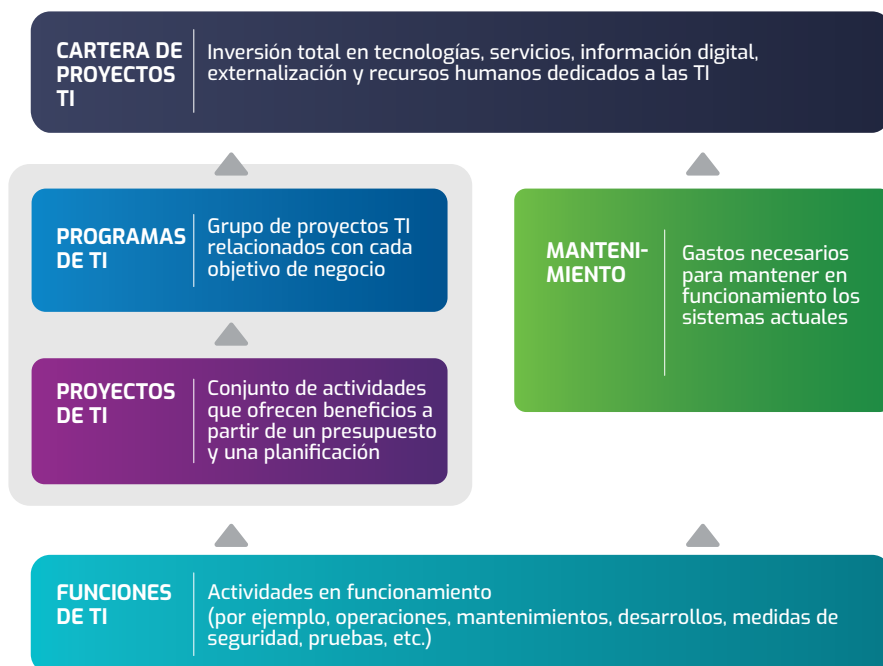 CARTERA DE
PROYECTOS
TI
Inversión total en tecnologías, servicios, información digital,
externalización y recursos humanos dedicados a las TI
PROGRAMAS
DE TI
Grupo de proyectos TI
relacionados con cada
objetivo de negocio
MANTENI-
MIENTO
Gastos necesarios
para mantener en
funcionamiento los
sistemas actuales
PROYECTOS
DE TI
Conjunto de actividades
que ofrecen beneficios a
partir de un presupuesto
y una planificación
FUNCIONES
DE TI
Actividades en funcionamiento
(por ejemplo, operaciones, mantenimientos, desarrollos, medidas de
seguridad, pruebas, etc.)